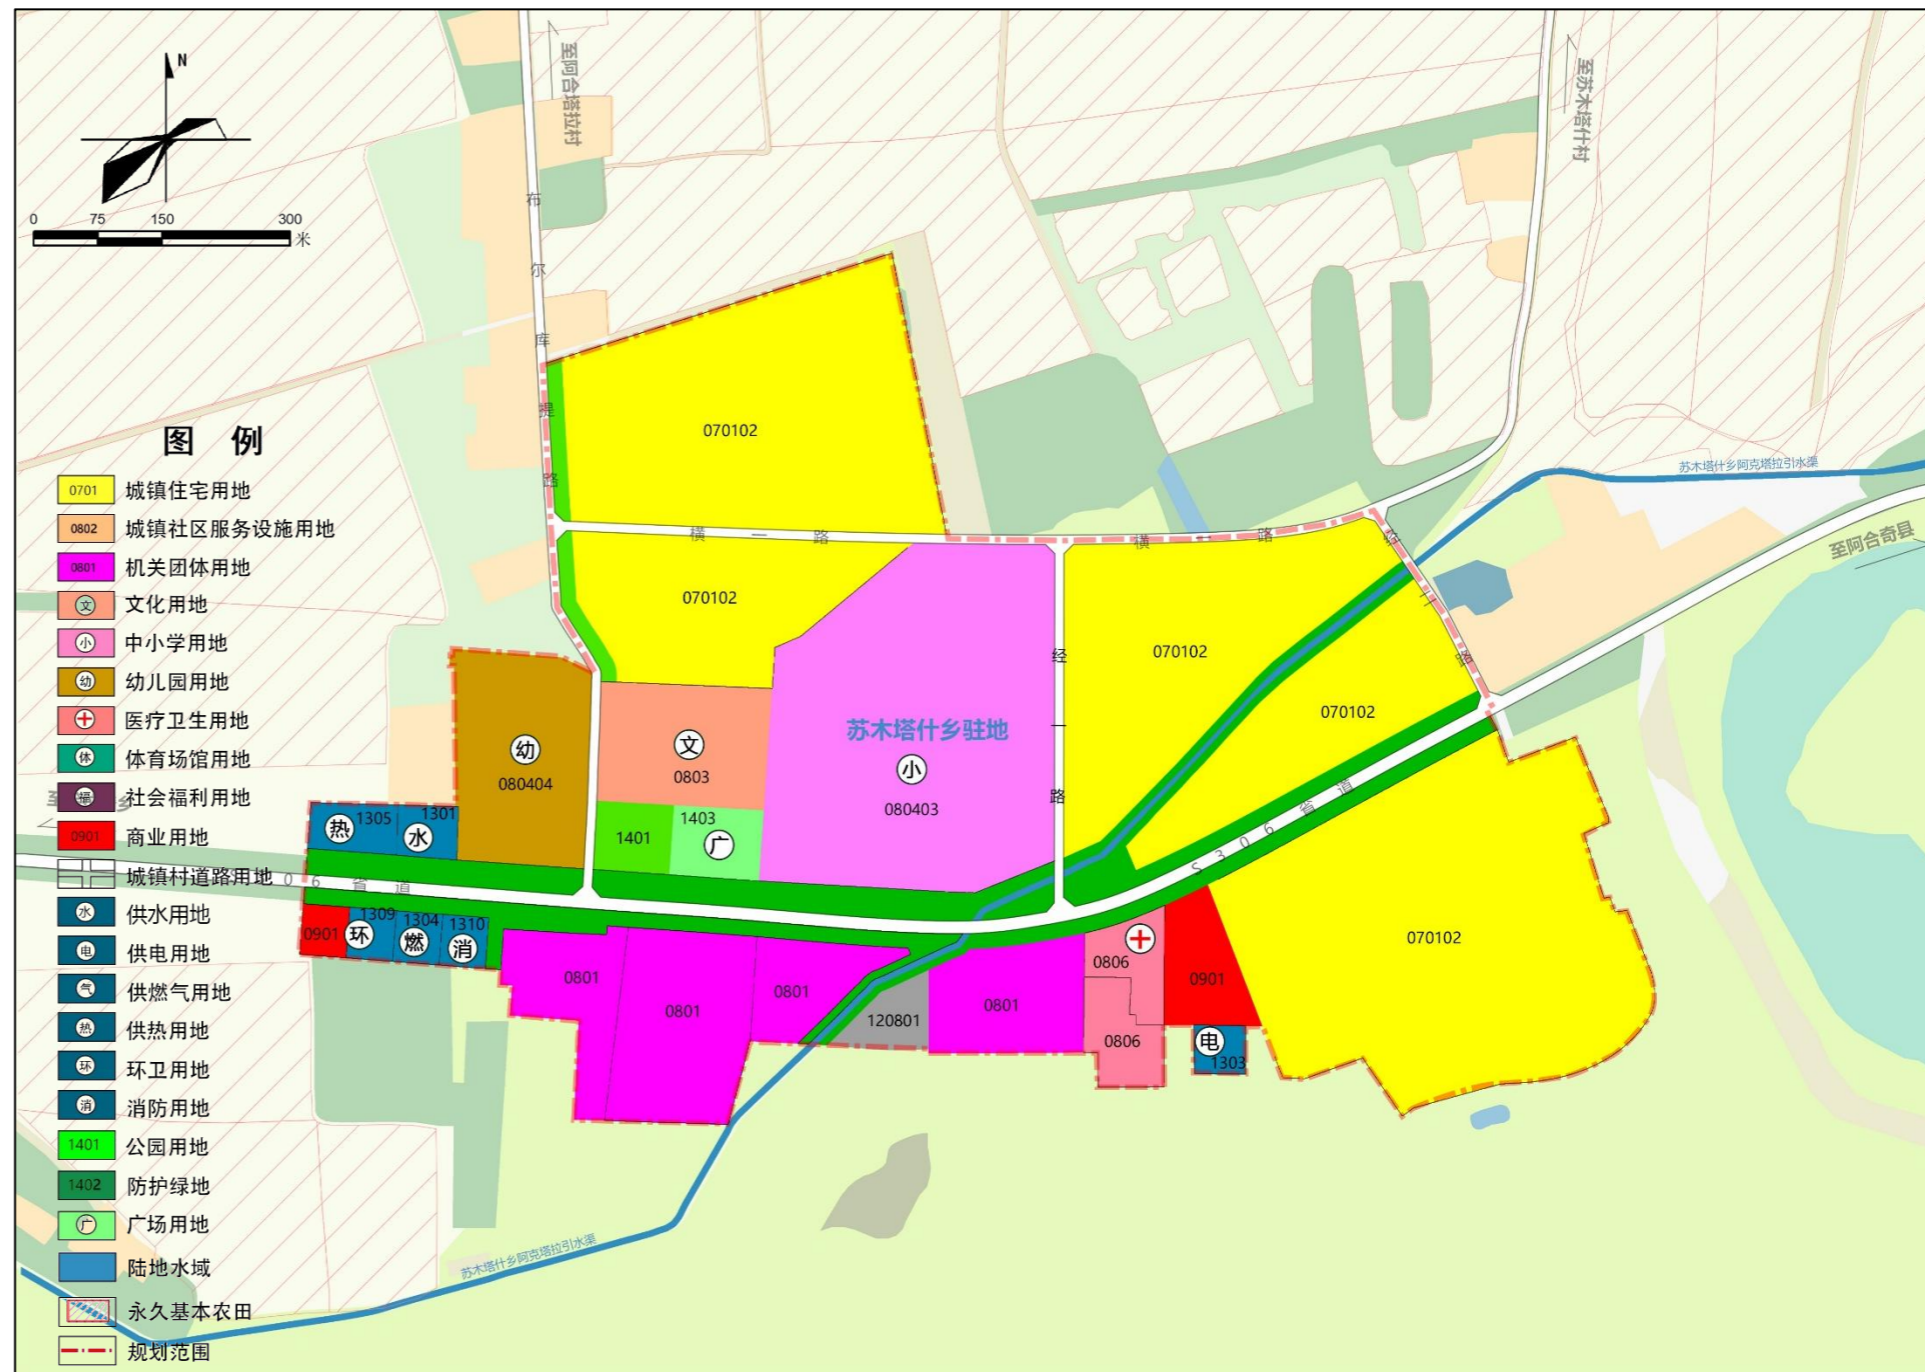 N
0 75 150 300
米
至阿合塔拉村
至苏木塔什村
布尔库提路
苏木塔什乡阿克塔拉引水渠
至阿合奇县
070102
横一路
横一路
070102
070102
070102
经一路
苏木塔什乡驻地
小
080403
文
0803
幼
080404
1401
1403
广
热
1305
1301
水
06省道
S306省道
0901
1309
环
1304
燃
1310
消
0801
0801
0801
120801
0801
0806
0806
0901
070102
电
1303
苏木塔什乡阿克塔拉引水渠
图 例
0701 城镇住宅用地
0802 城镇社区服务设施用地
0801 机关团体用地
文 文化用地
小 中小学用地
幼 幼儿园用地
医疗卫生用地
体 体育场馆用地
福 社会福利用地
0901 商业用地
城镇村道路用地
水 供水用地
电 供电用地
气 供燃气用地
热 供热用地
环 环卫用地
消 消防用地
1401 公园用地
1402 防护绿地
广 广场用地
陆地水域
永久基本农田
规划范围